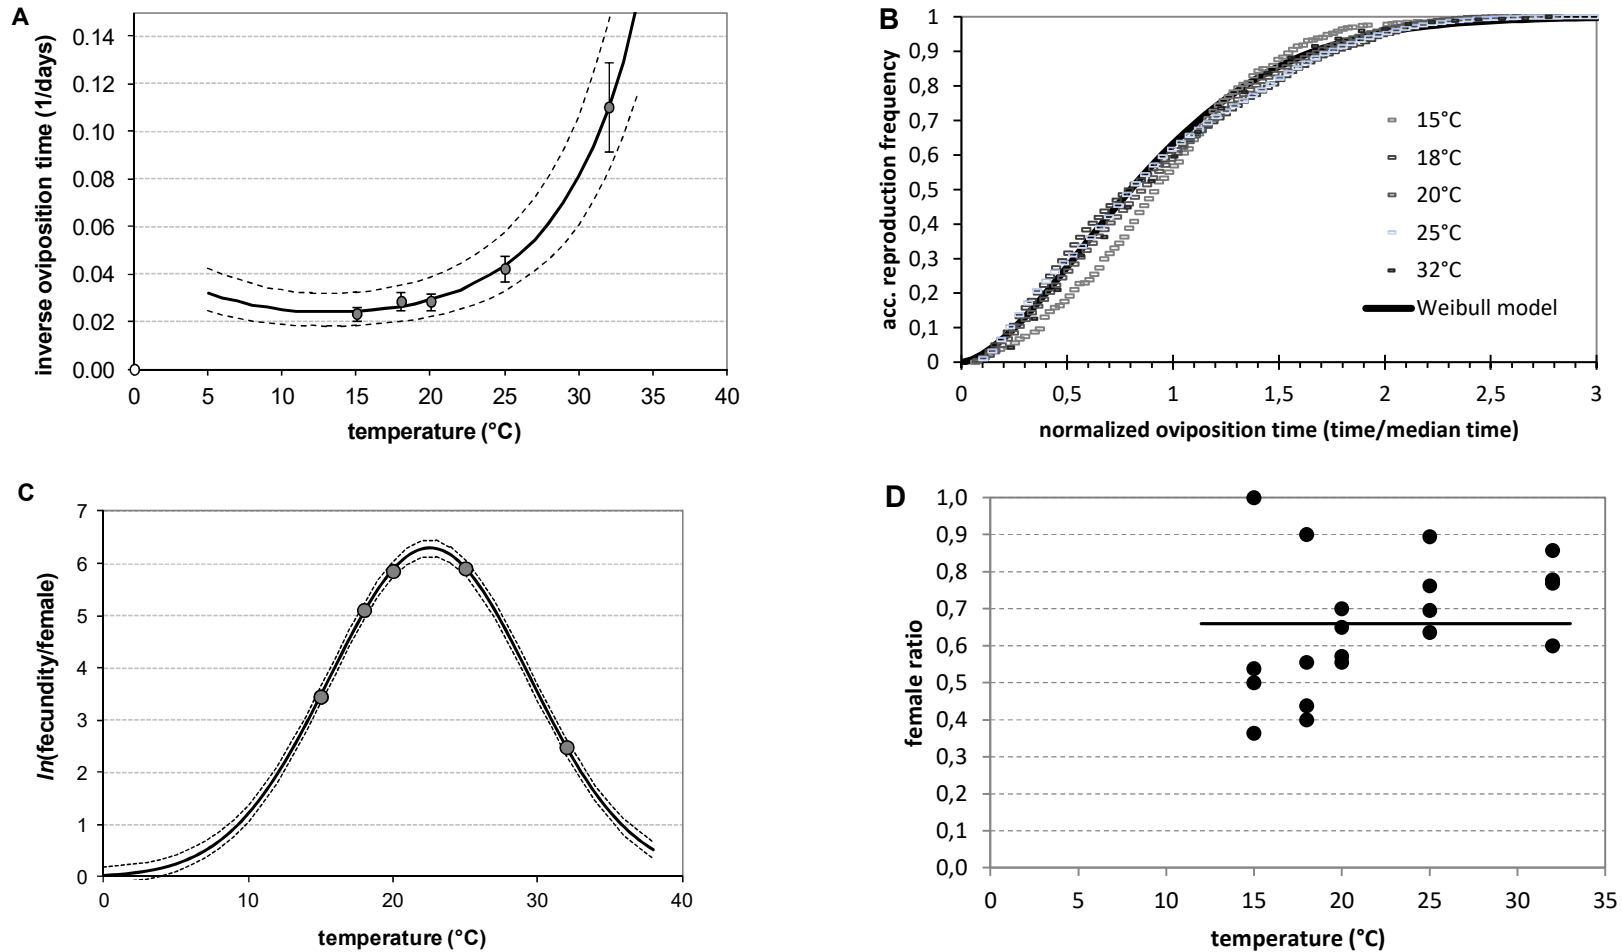 A
inverse oviposition time (1/days)
0.14
0.12
0.10
0.08
0.06
0.04
0.02
0.00
0 5 10 15 20 25 30 35 40
temperature (°C)
B
acc. reproduction frequency
1
0,9
0,8
0,7
0,6
0,5
0,4
0,3
0,2
0,1
0
15°C
18°C
20°C
25°C
32°C
Weibull model
0 0,5 1 1,5 2 2,5 3
normalized oviposition time (time/median time)
C
ln(fecundity/female)
7
6
5
4
3
2
1
0
0 10 20 30 40
temperature (°C)
D
female ratio
1,0
0,9
0,8
0,7
0,6
0,5
0,4
0,3
0,2
0,1
0,0
0 5 10 15 20 25 30 35
temperature (°C)